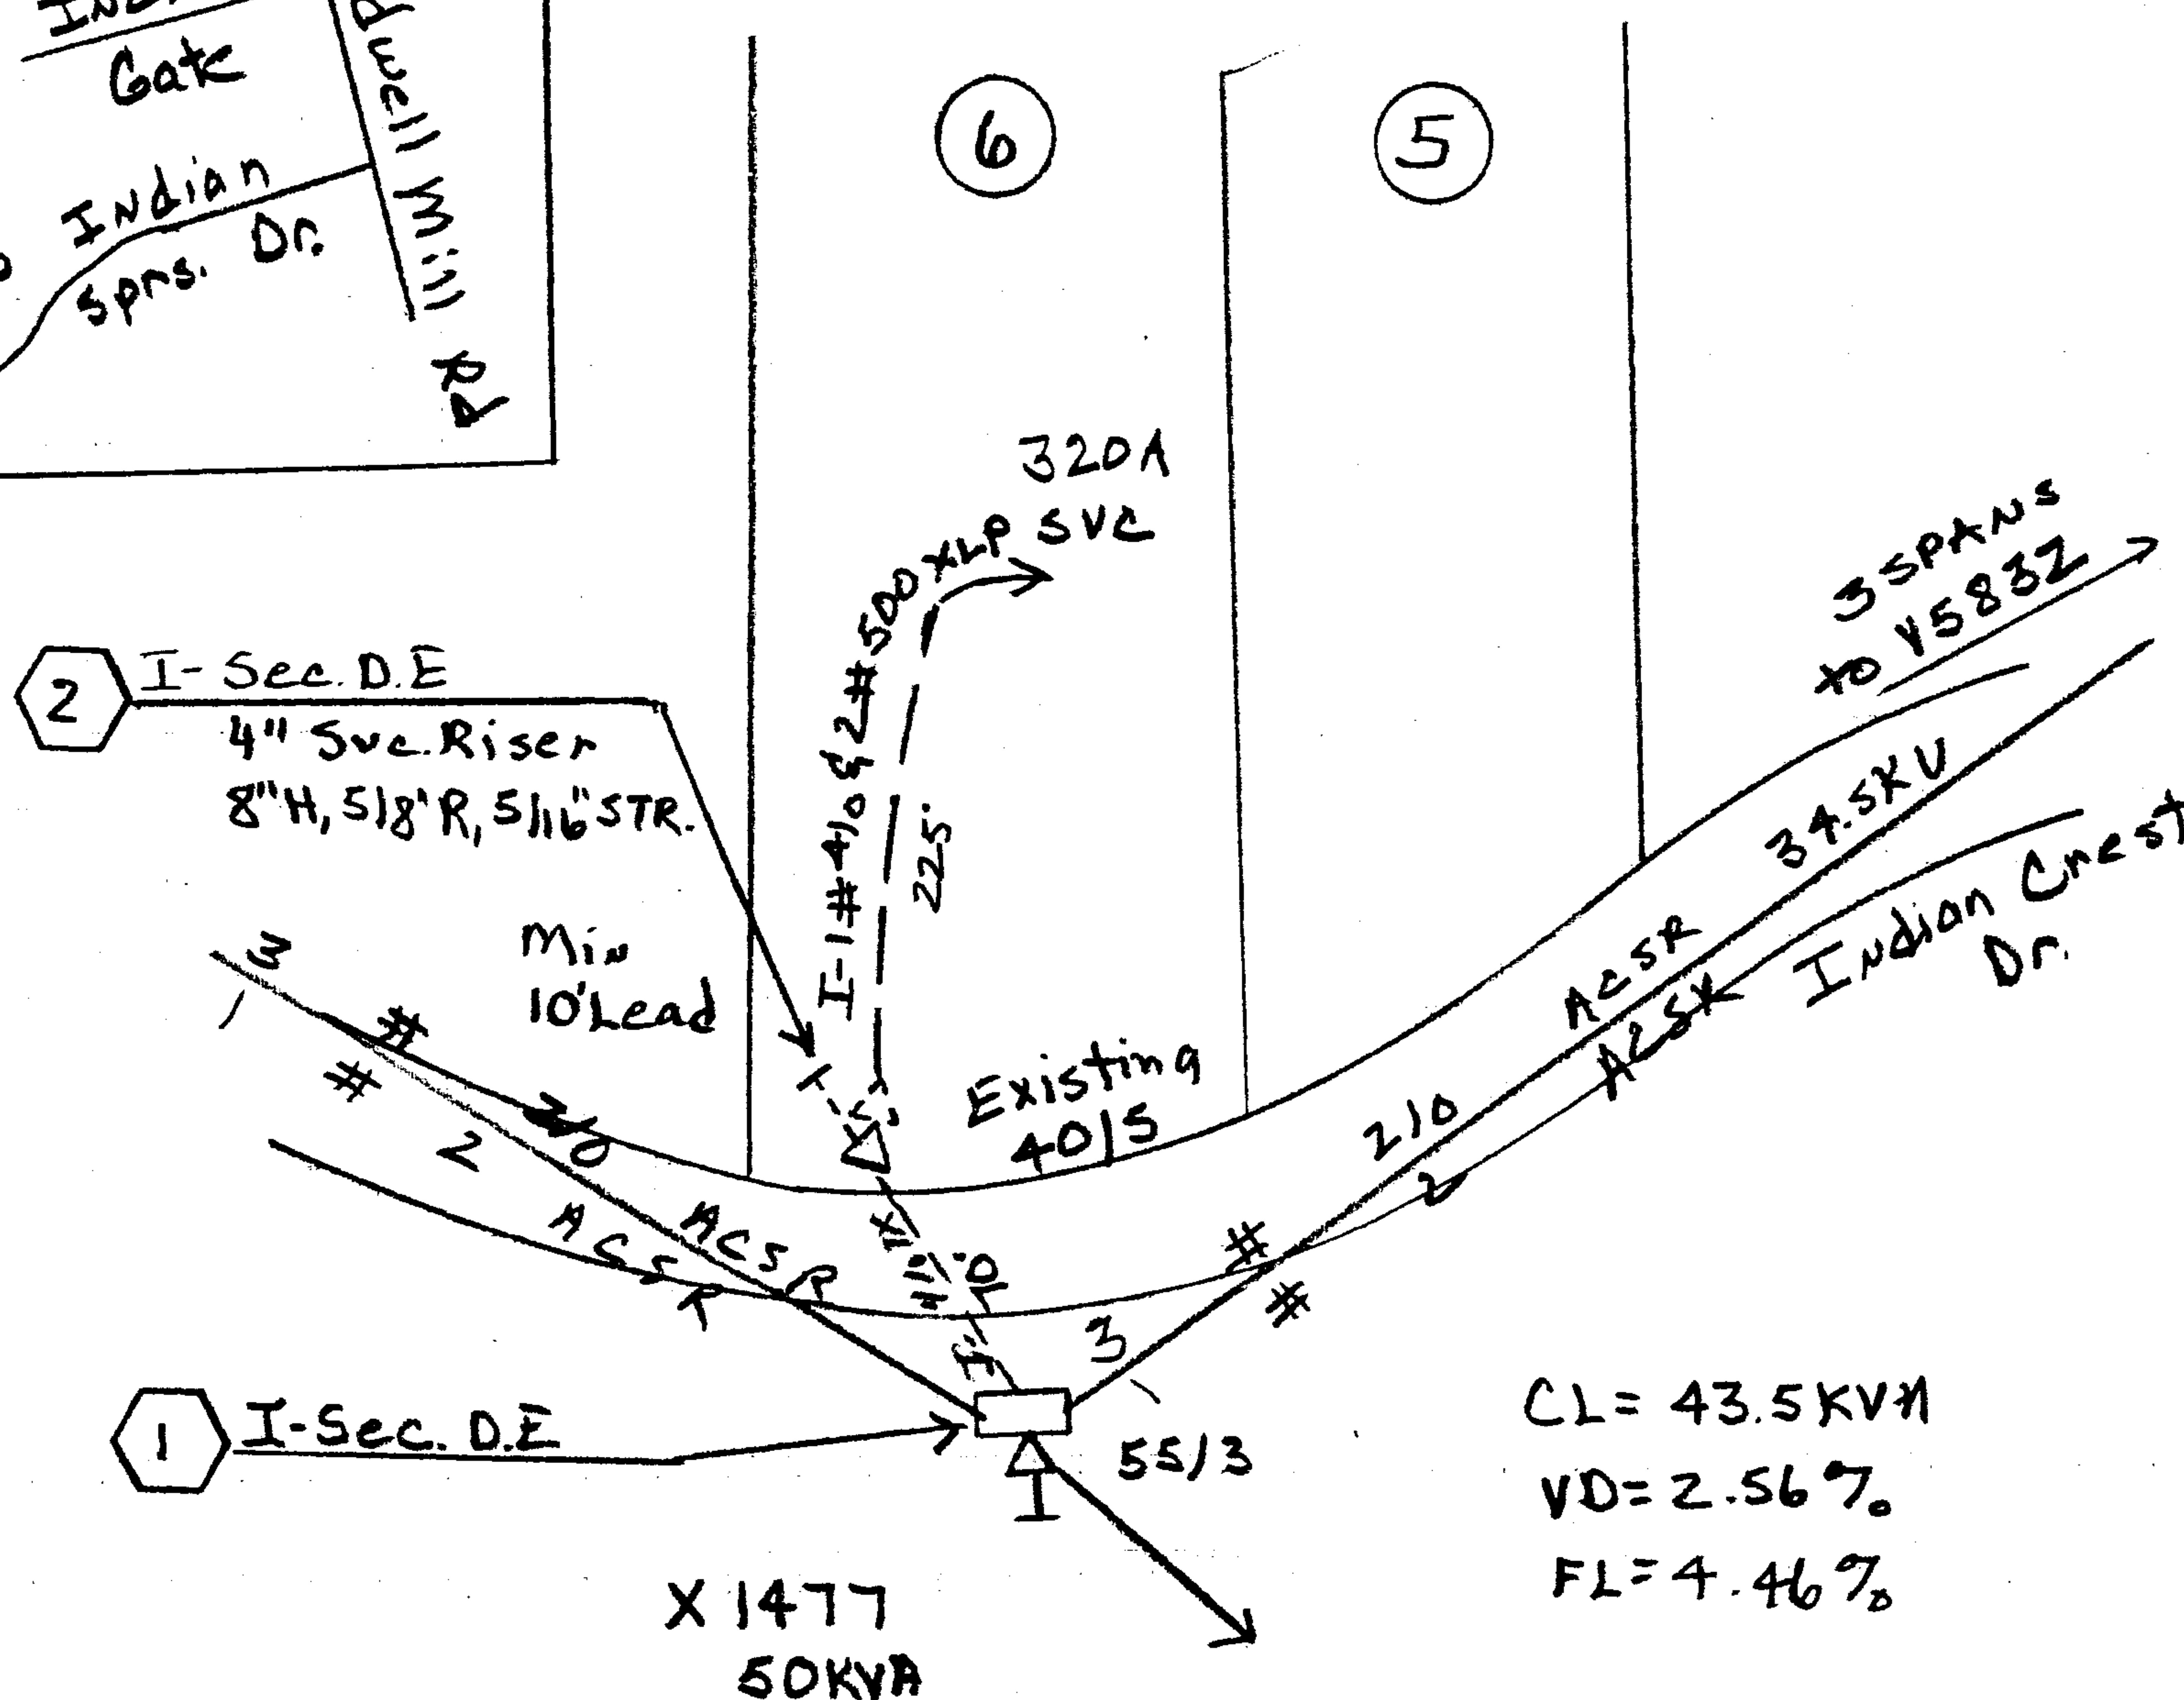 Gate
Indian
Sprs. Dr.
Mill Rd
6
5
320A
SVC
I-1#4/0 & 2#500 XLP
225'
3 SPANS
to V5832
2
I- Sec. D.E
4" Svc. Riser
8"H, 5/8"R, 5/16" STR.
Min
10' Lead
Existing
40/5
34.5KV
Indian Crest
Dr.
3 # 2/0 ACSR
# 2 ACSR
3 # 2/0 ACSR
# 2 ACSR
1
I-Sec. D.E
55/3
CL= 43.5KVA
VD= 2.56%
FL= 4.46%
X1477
50KVA